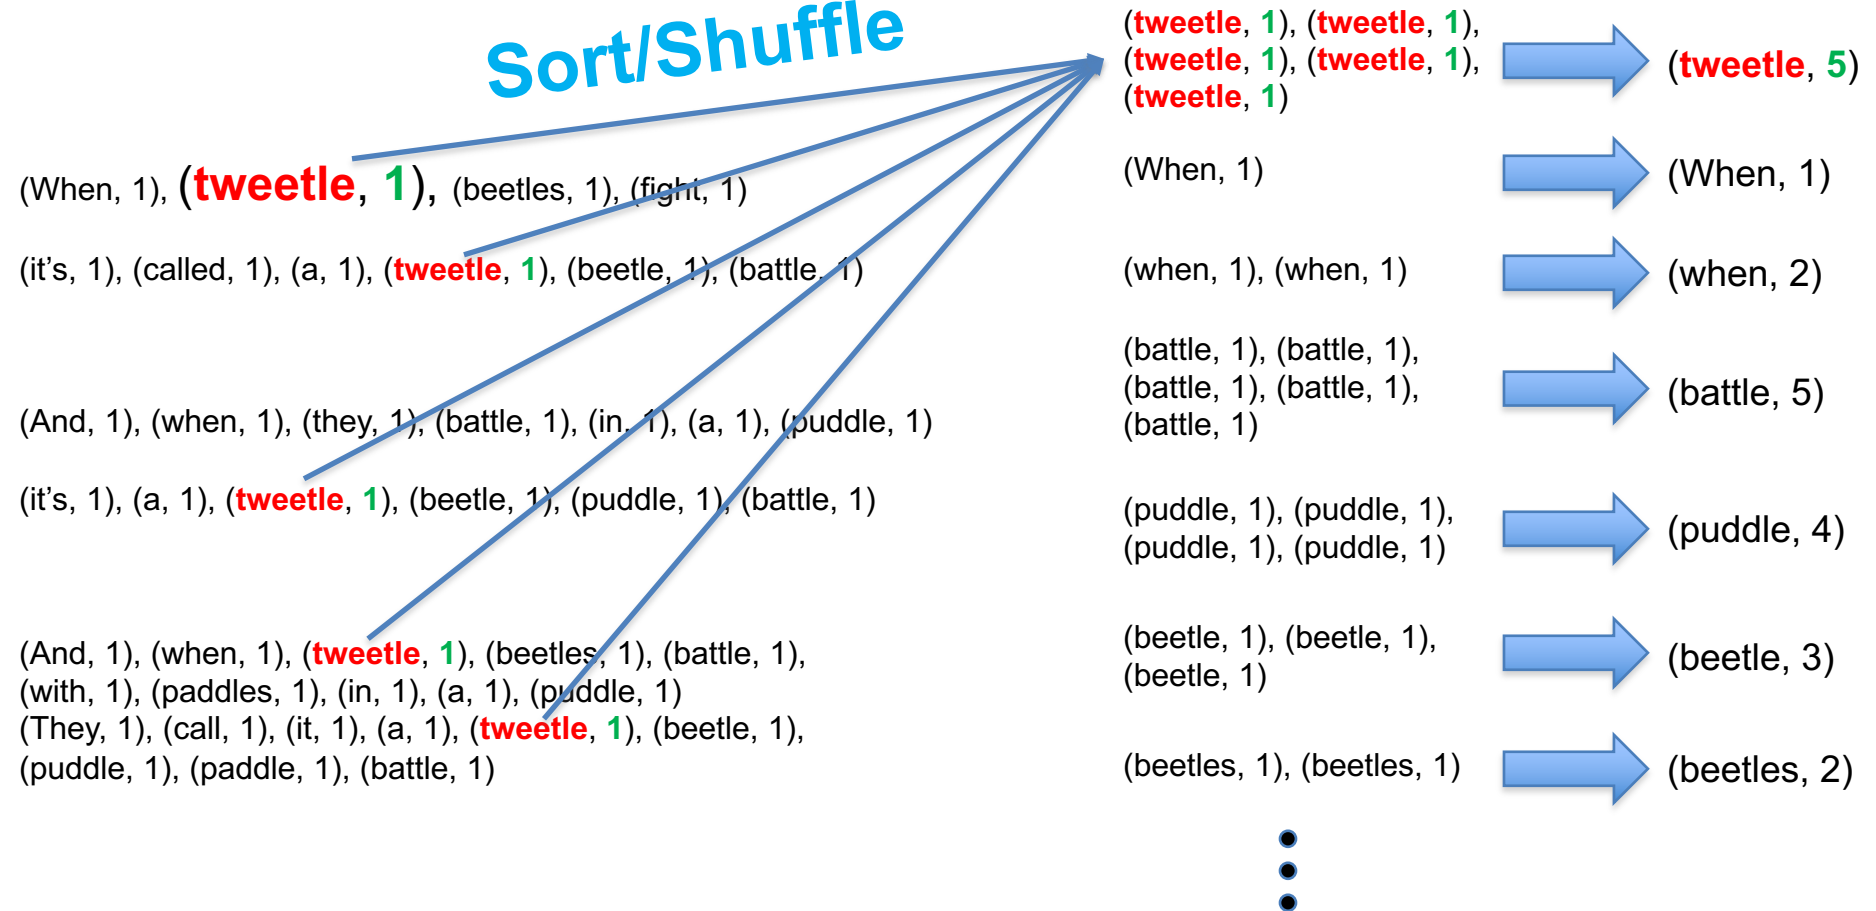 Sort/Shuffle
(When, 1), (tweetle, 1), (beetles, 1), (fight, 1)
(it's, 1), (called, 1), (a, 1), (tweetle, 1), (beetle, 1), (battle, 1)
(And, 1), (when, 1), (they, 1), (battle, 1), (in, 1), (a, 1), (puddle, 1)
(it’s, 1), (a, 1), (tweetle, 1), (beetle, 1), (puddle, 1), (battle, 1)
(And, 1), (when, 1), (tweetle, 1), (beetles, 1), (battle, 1),
(with, 1), (paddles, 1), (in, 1), (a, 1), (puddle, 1)
(They, 1), (call, 1), (it, 1), (a, 1), (tweetle, 1), (beetle, 1),
(puddle, 1), (paddle, 1), (battle, 1)
(tweetle, 1), (tweetle, 1),
(tweetle, 1), (tweetle, 1),
(tweetle, 1)
(tweetle, 5)
(When, 1)
(When, 1)
(when, 1), (when, 1)
(when, 2)
(battle, 1), (battle, 1),
(battle, 1), (battle, 1),
(battle, 1)
(battle, 5)
(puddle, 1), (puddle, 1),
(puddle, 1), (puddle, 1)
(puddle, 4)
(beetle, 1), (beetle, 1),
(beetle, 1)
(beetle, 3)
(beetles, 1), (beetles, 1)
(beetles, 2)